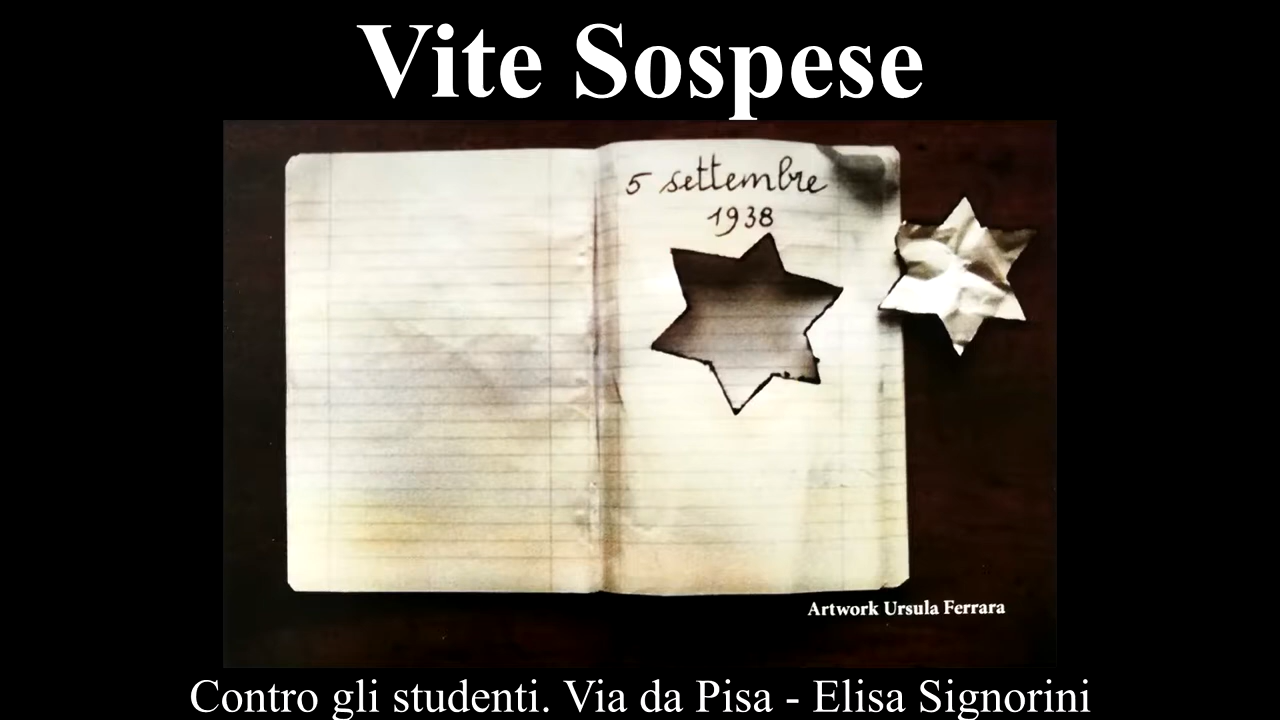 Vite Sospese
5 settembre
1938
Artwork Ursula Ferrara
Contro gli studenti. Via da Pisa - Elisa Signorini